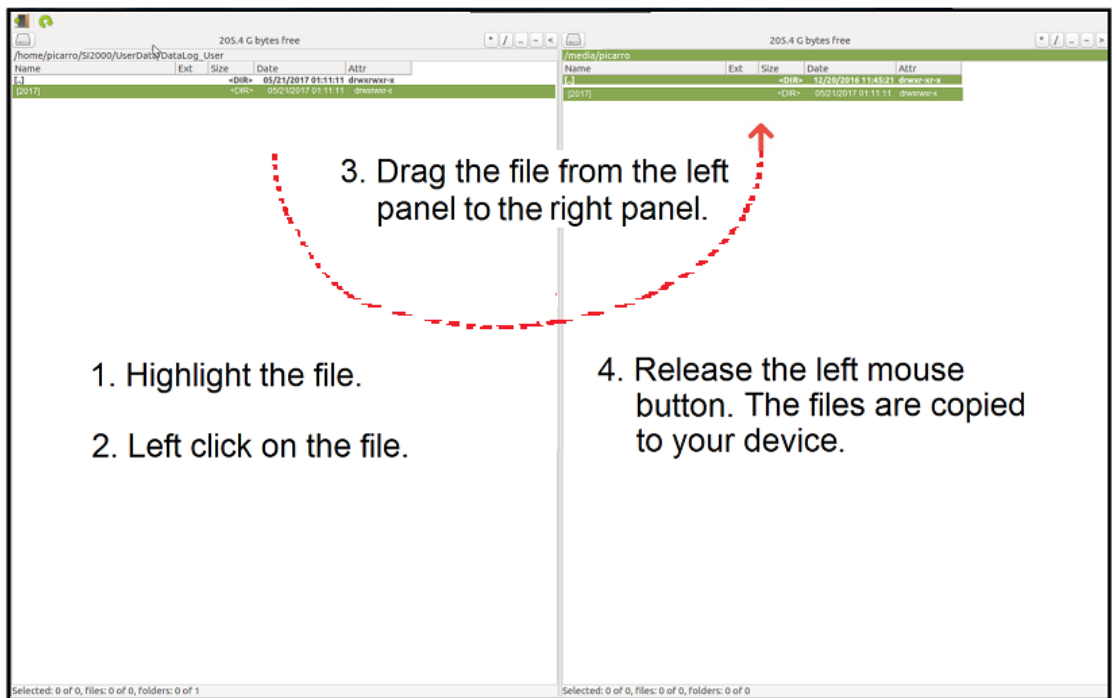 205.4 G bytes free
* / .. ~ <
205.4 G bytes free
* / .. ~ >
/home/picarro/SI2000/UserData/DataLog_User
/media/picarro
Name Ext Size Date Attr
Name Ext Size Date Attr
[..] <DIR> 05/21/2017 01:11:11 drwxrwxr-x
[..] <DIR> 12/20/2016 11:45:21 drwxr-xr-x
[2017] <DIR> 05/21/2017 01:11:11 drwxrwxr-x
[2017] <DIR> 05/21/2017 01:11:11 drwxrwxr-x
3. Drag the file from the left
panel to the right panel.
1. Highlight the file.
2. Left click on the file.
4. Release the left mouse
button. The files are copied
to your device.
Selected: 0 of 0, files: 0 of 0, folders: 0 of 1
Selected: 0 of 0, files: 0 of 0, folders: 0 of 0